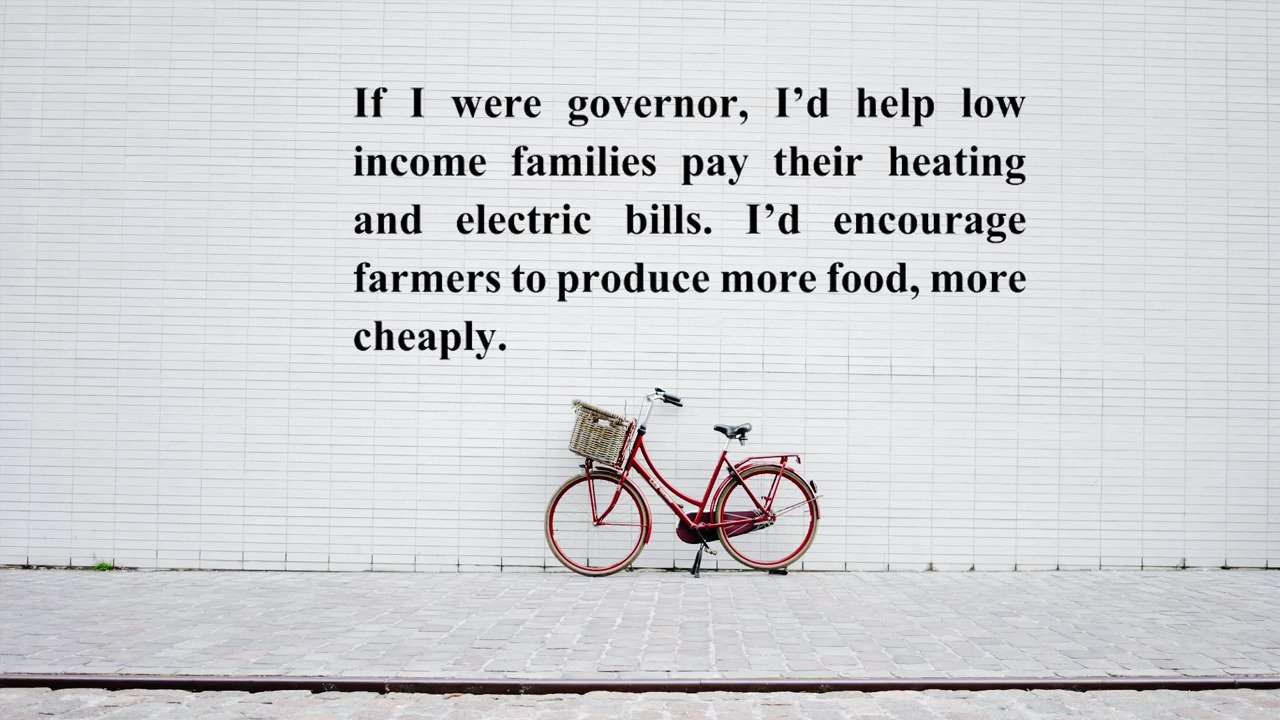 If I were governor, I’d help low
income families pay their heating
and electric bills. I’d encourage
farmers to produce more food, more
cheaply.